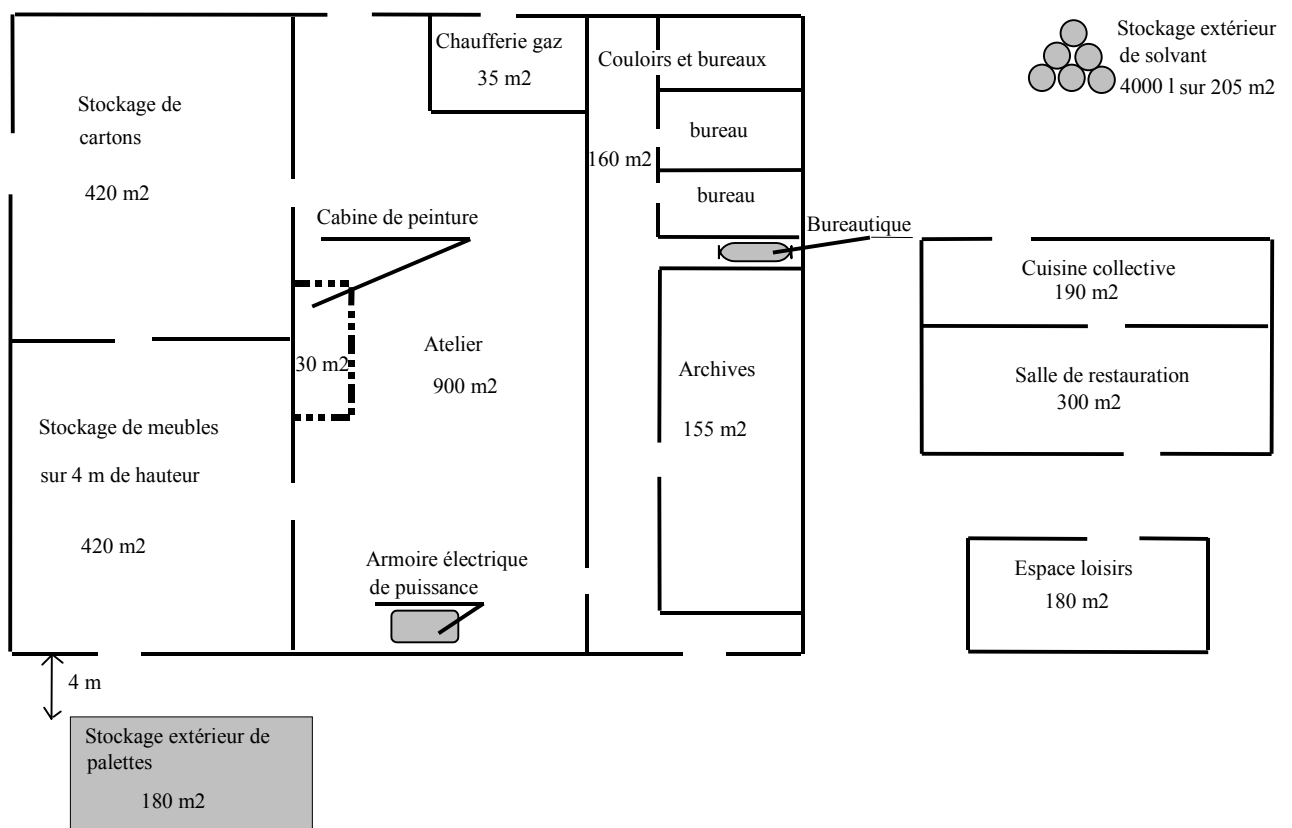 Stockage extérieur
de solvant
4000 l sur 205 m2
Chaufferie gaz
35 m2
Couloirs et bureaux
Stockage de
cartons
420 m2
bureau
160 m2
bureau
Cabine de peinture
Bureautique
Cuisine collective
190 m2
30 m2
Atelier
900 m2
Archives
155 m2
Salle de restauration
300 m2
Stockage de meubles
sur 4 m de hauteur
420 m2
Armoire électrique
de puissance
Espace loisirs
180 m2
4 m
Stockage extérieur de
palettes
180 m2